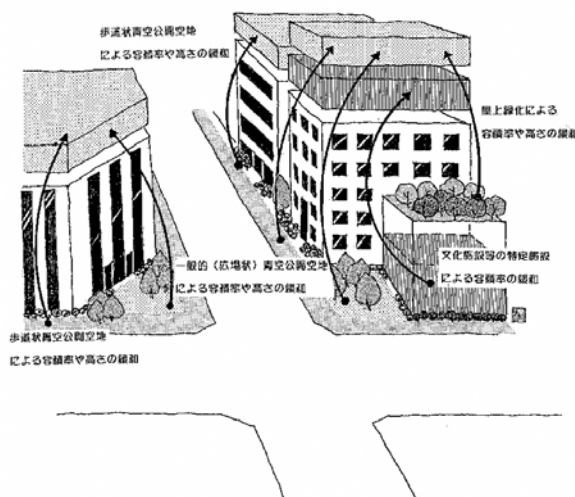 歩道状青空公開空地
による容積率や高さの緩和
屋上緑化による
容積率や高さの緩和
文化施設等の特定施設
による容積率の緩和
一般的（広場状）青空公開空地
による容積率や高さの緩和
歩道状青空公開空地
による容積率や高さの緩和